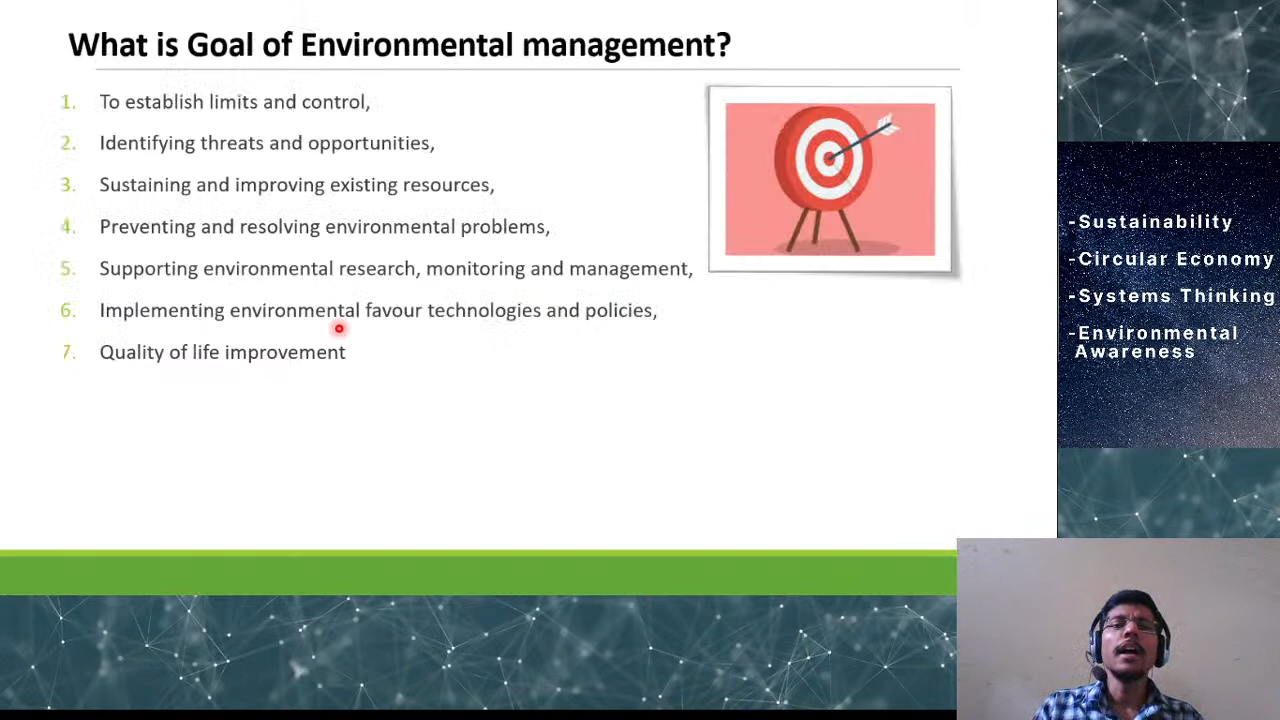 What is Goal of Environmental management?
1. To establish limits and control,
2. Identifying threats and opportunities,
3. Sustaining and improving existing resources,
4. Preventing and resolving environmental problems,
5. Supporting environmental research, monitoring and management,
6. Implementing environmental favour technologies and policies,
7. Quality of life improvement
-Sustainability
-Circular Economy
-Systems Thinking
-Environmental
Awareness